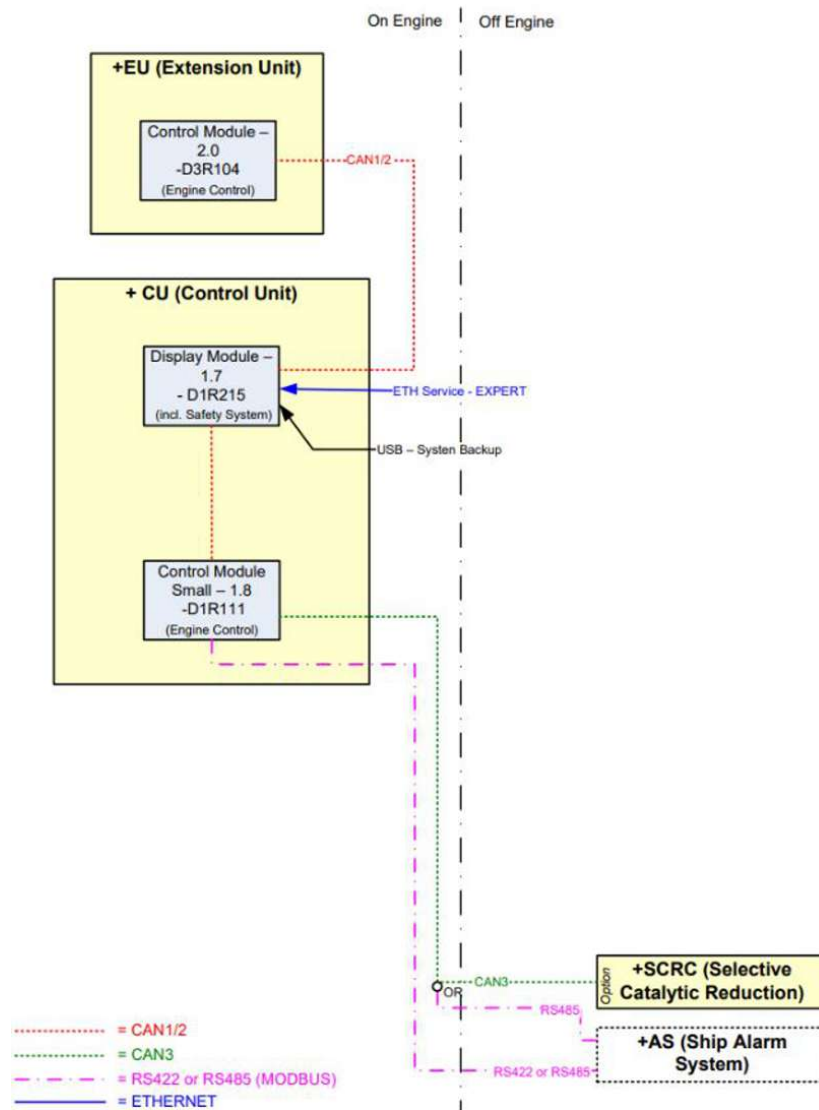 On Engine
Off Engine
+EU (Extension Unit)
Control Module –
2.0
-D3R104
(Engine Control)
CAN1/2
+ CU (Control Unit)
Display Module –
1.7
- D1R215
(incl. Safety System)
ETH Service - EXPERT
USB – Systen Backup
Control Module
Small – 1.8
-D1R111
(Engine Control)
CAN3
OR
Option
+SCRC (Selective
Catalytic Reduction)
RS485
+AS (Ship Alarm
System)
RS422 or RS485
= CAN1/2
= CAN3
= RS422 or RS485 (MODBUS)
= ETHERNET